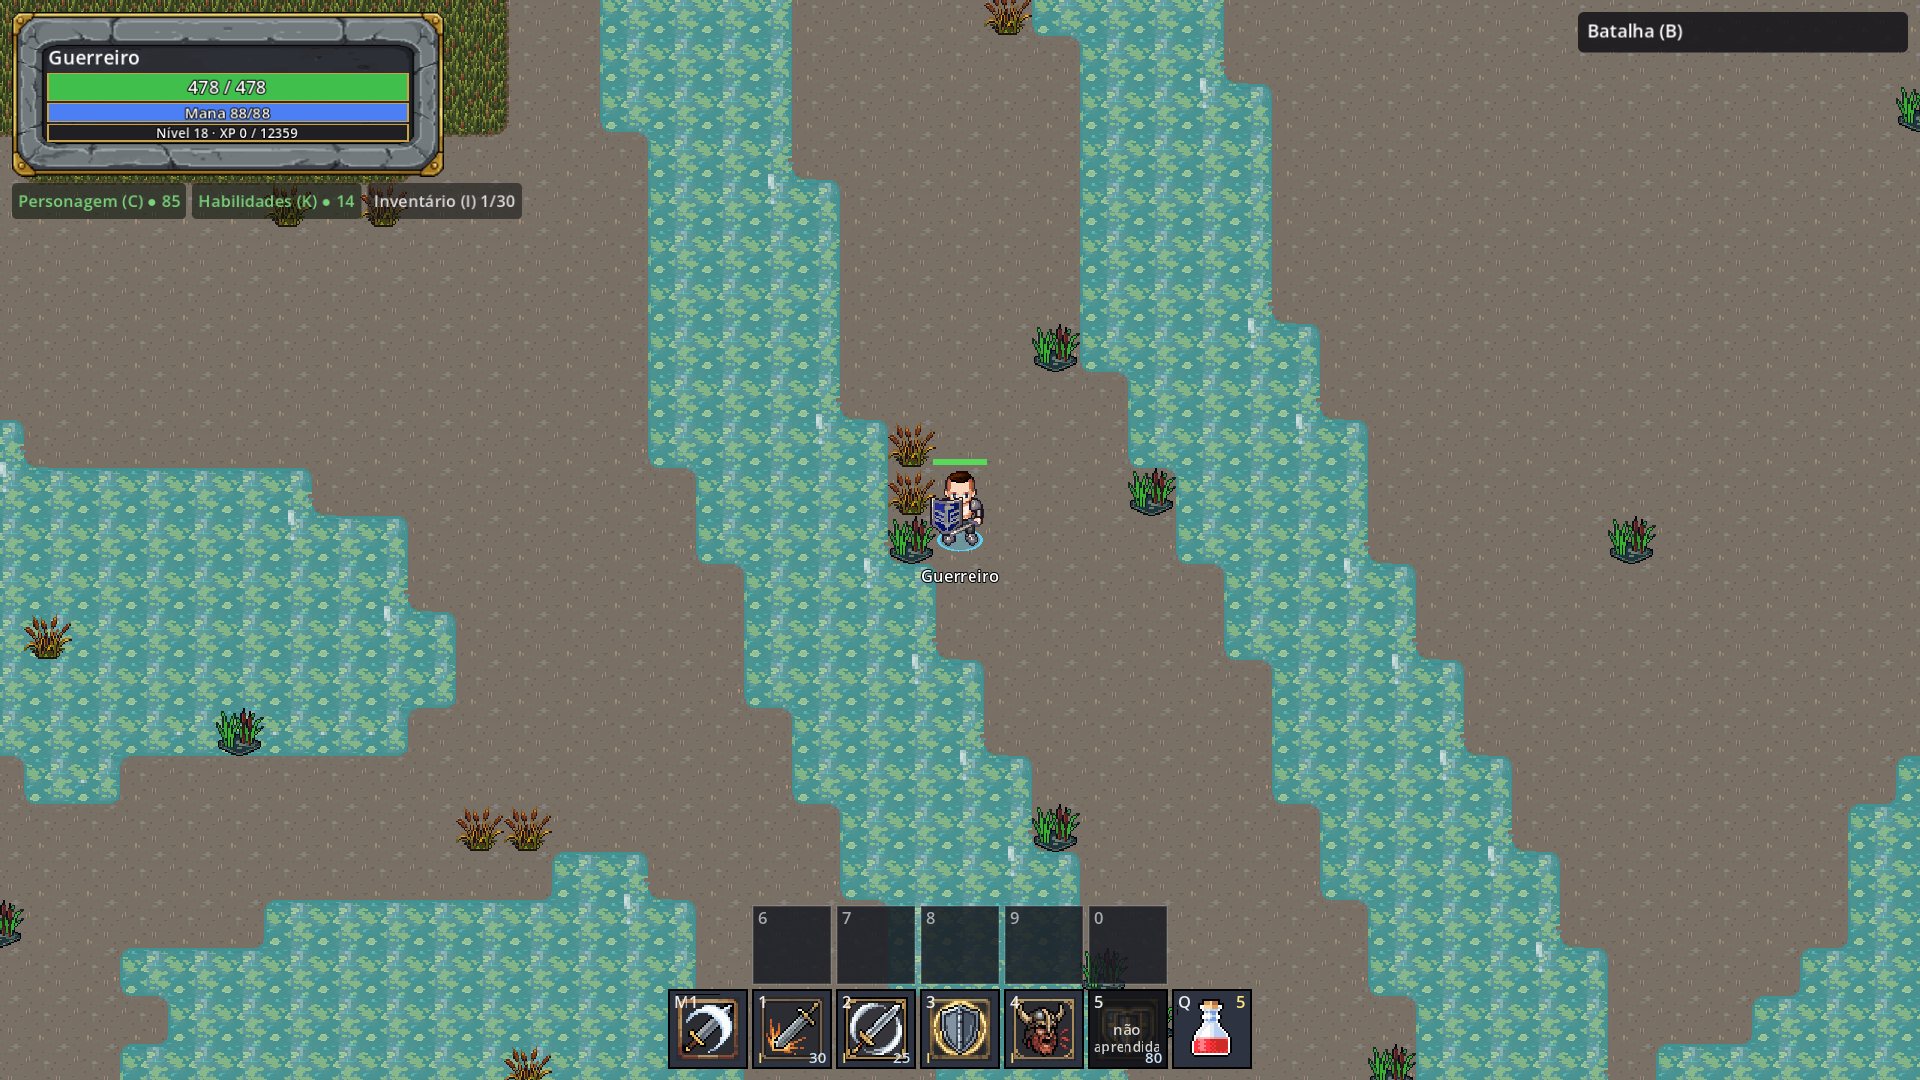 Guerreiro
478 / 478
Mana 88/88
Nível 18 · XP 0 / 12359
Personagem (C) ● 85
Habilidades (K) ● 14
Inventário (I) 1/30
Batalha (B)
Guerreiro
6 7 8 9 0
M1 1 2 3 4 5 Q 5
não
aprendida
30 25 80